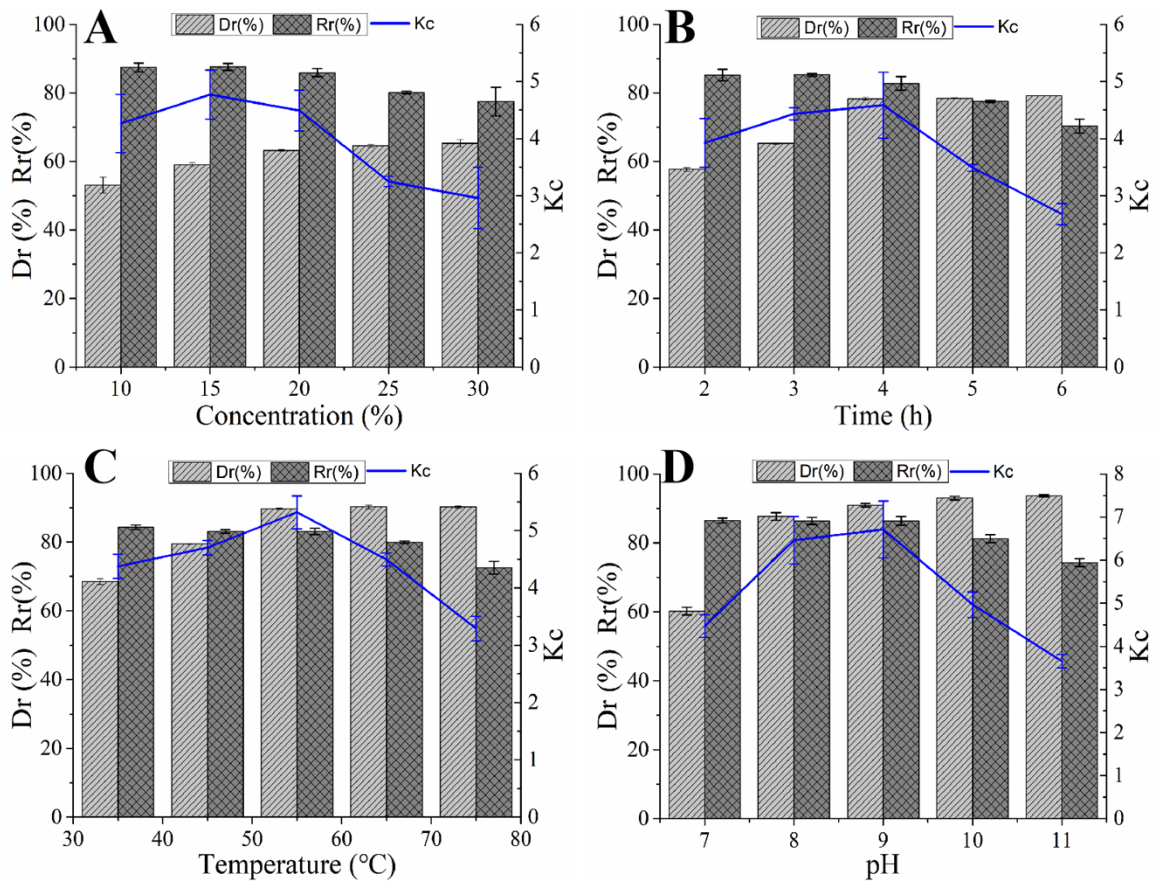 A
Dr(%) Rr(%) Kc
100
80
60
40
20
0
Dr (%) Rr(%)
6
5
4
3
2
1
0
Kc
10 15 20 25 30
Concentration (%)
B
Dr(%) Rr(%) Kc
100
80
60
40
20
0
Dr (%) Rr(%)
6
5
4
3
2
1
0
Kc
2 3 4 5 6
Time (h)
C
Dr(%) Rr(%) Kc
100
80
60
40
20
0
Dr (%) Rr(%)
6
5
4
3
2
1
0
Kc
30 40 50 60 70 80
Temperature (°C)
D
Dr(%) Rr(%) Kc
100
80
60
40
20
0
Dr (%) Rr(%)
8
7
6
5
4
3
2
1
0
Kc
7 8 9 10 11
pH